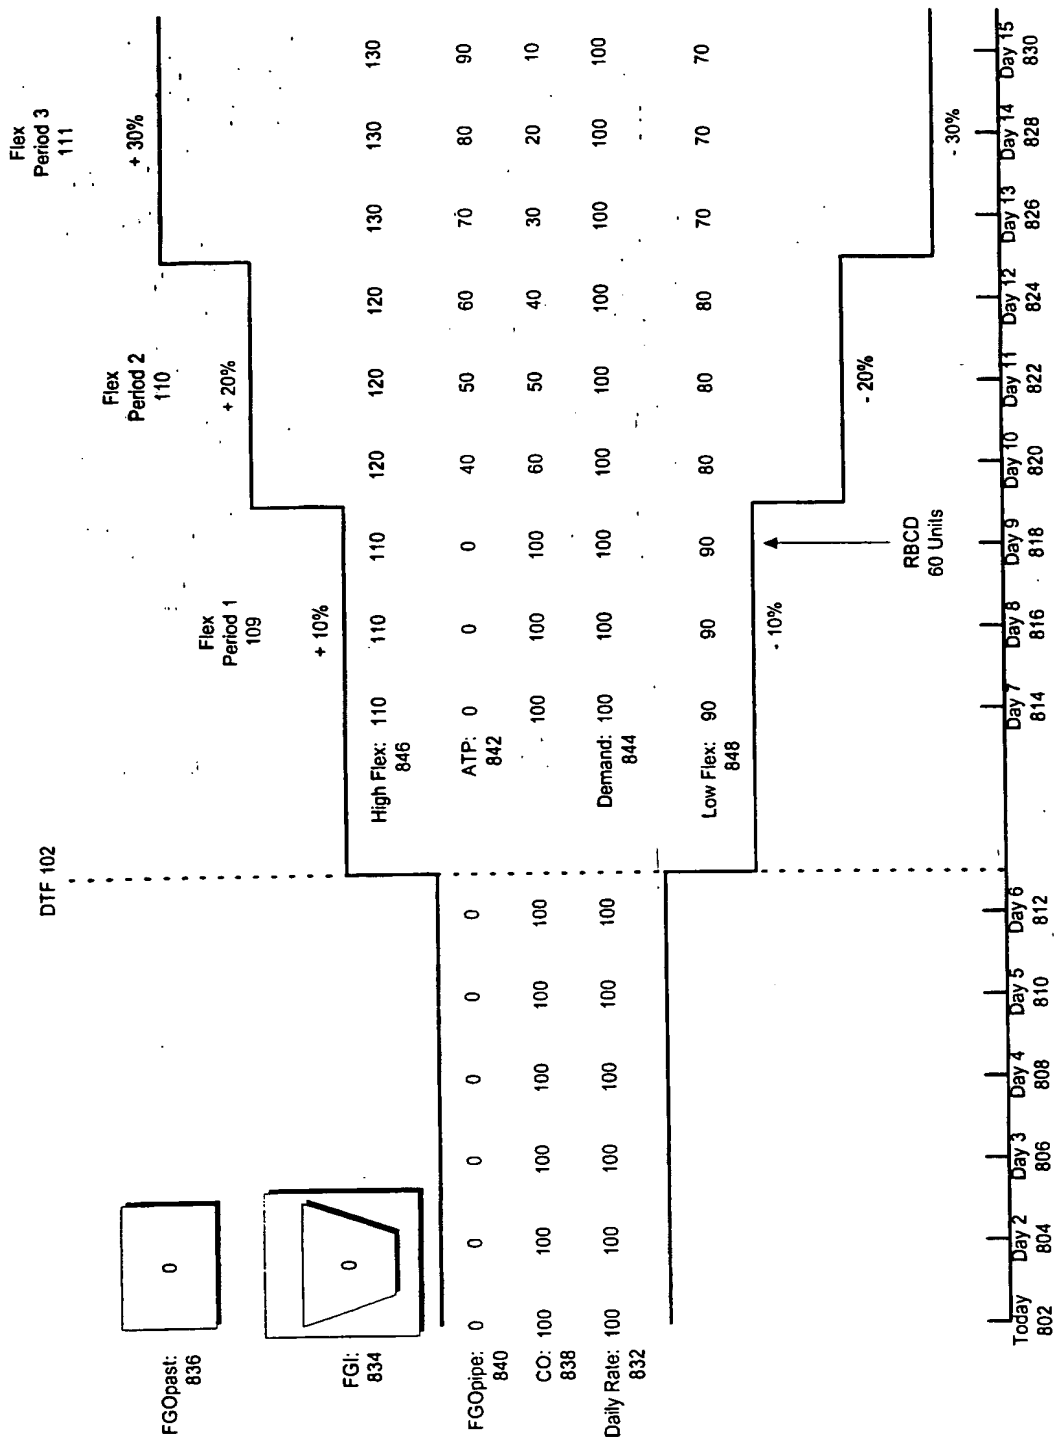 DTF 102
Flex
Period 1
109
Flex
Period 2
110
Flex
Period 3
111
+ 10%
+ 20%
+ 30%
FGOpast:
836
0
FGI:
834
0
High Flex: 110 110 110 120 120 120 130 130 130
846
FGOpipe: 0 0 0 0 0 0
840
ATP: 0 0 0 40 50 60 70 80 90
842
CO: 100 100 100 100 100 100 100 100 100 60 50 40 30 20 10
838
Daily Rate: 100 100 100 100 100 100
832
Demand: 100 100 100 100 100 100 100 100 100
844
Low Flex: 90 90 90 80 80 80 70 70 70
848
- 10%
- 20%
- 30%
RBCD
60 Units
Today Day 2 Day 3 Day 4 Day 5 Day 6 Day 7 Day 8 Day 9 Day 10 Day 11 Day 12 Day 13 Day 14 Day 15
802 804 806 808 810 812 814 816 818 820 822 824 826 828 830